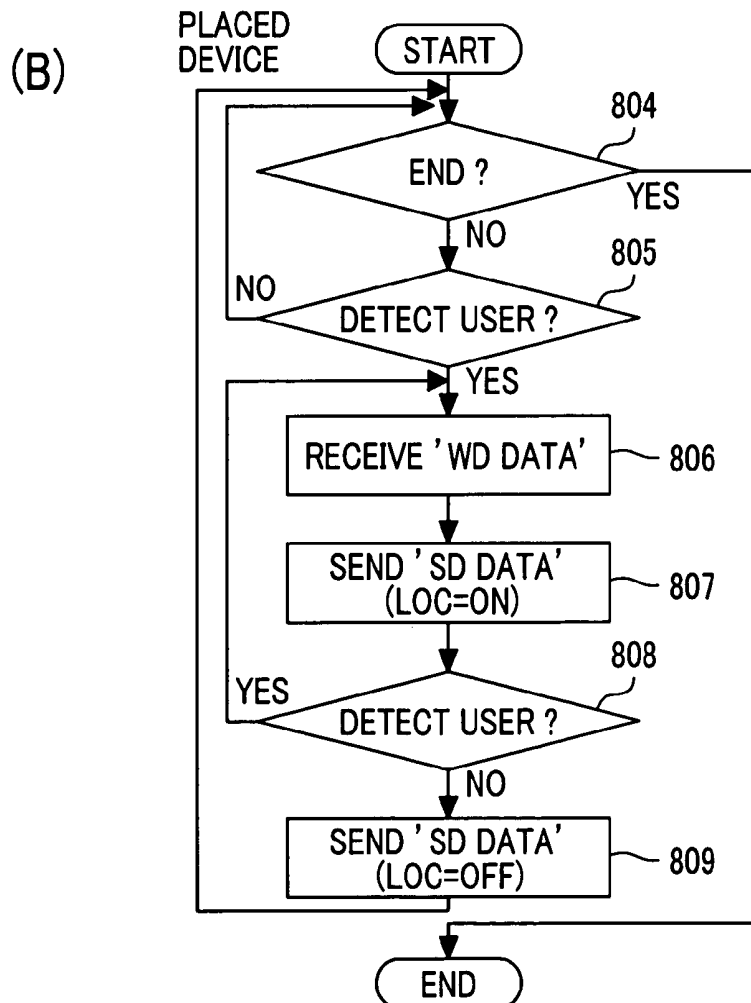 (B)
PLACED
DEVICE
START
804
END ?
YES
NO
805
NO
DETECT USER ?
YES
RECEIVE 'WD DATA'
806
SEND 'SD DATA'
(LOC=ON)
807
808
YES
DETECT USER ?
NO
SEND 'SD DATA'
(LOC=OFF)
809
END